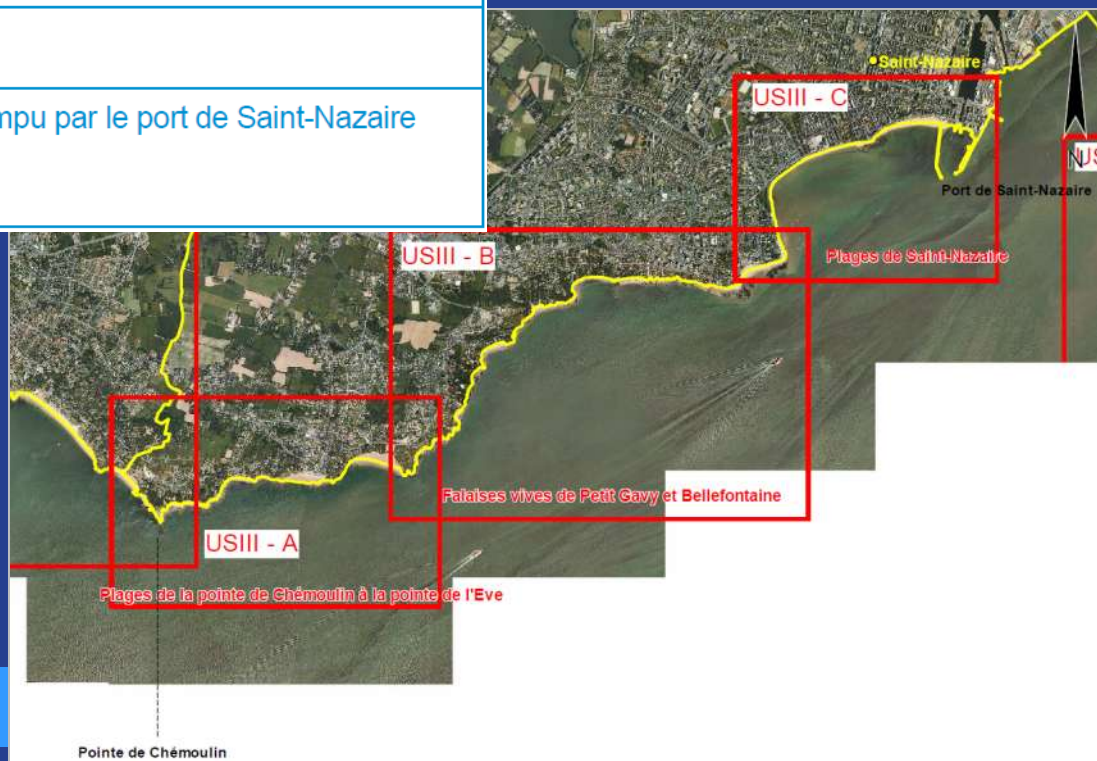 mpu par le port de Saint-Nazaire
Saint-Nazaire
USIII - C
N
US
Port de Saint-Nazaire
Plages de Saint-Nazaire
USIII - B
Falaises vives de Petit Gavy et Bellefontaine
USIII - A
Plages de la pointe de Chémoulin à la pointe de l'Eve
Pointe de Chémoulin